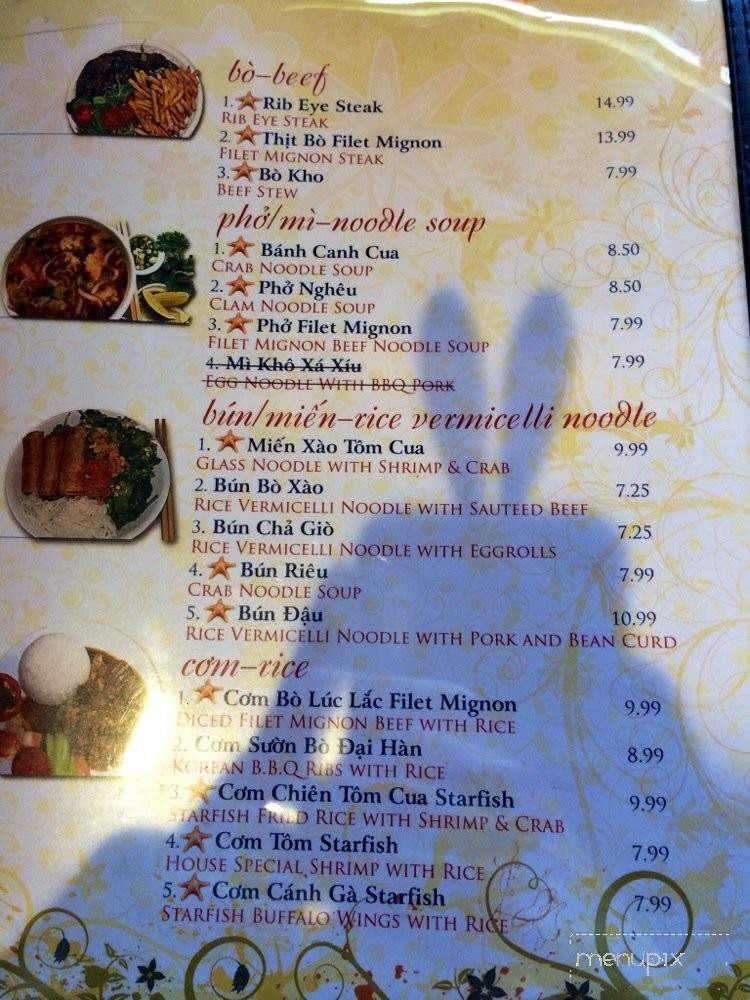 bò–beef
1. Rib Eye Steak 14.99
Rib Eye Steak
2. Thịt Bò Filet Mignon 13.99
Filet Mignon Steak
3. Bò Kho 7.99
Beef Stew
phở/mì–noodle soup
1. Bánh Canh Cua 8.50
Crab Noodle Soup
2. Phở Nghêu 8.50
Clam Noodle Soup
3. Phở Filet Mignon 7.99
Filet Mignon Beef Noodle Soup
4. Mì Khô Xá Xíu 7.99
Egg Noodle With BBQ Pork
bún/miến–rice vermicelli noodle
1. Miến Xào Tôm Cua 9.99
Glass Noodle with Shrimp & Crab
2. Bún Bò Xào 7.25
Rice Vermicelli Noodle with Sauteed Beef
3. Bún Chả Giò 7.25
Rice Vermicelli Noodle with Eggrolls
4. Bún Riêu 7.99
Crab Noodle Soup
5. Bún Đậu 10.99
Rice Vermicelli Noodle with Pork and Bean Curd
cơm–rice
1. Cơm Bò Lúc Lắc Filet Mignon 9.99
Diced Filet Mignon Beef with Rice
2. Cơm Sườn Bò Đại Hàn 8.99
Korean B.B.Q Ribs with Rice
3. Cơm Chiên Tôm Cua Starfish 9.99
Starfish Fried Rice with Shrimp & Crab
4. Cơm Tôm Starfish 7.99
House Special Shrimp with Rice
5. Cơm Cánh Gà Starfish 7.99
Starfish Buffalo Wings with Rice
menupix